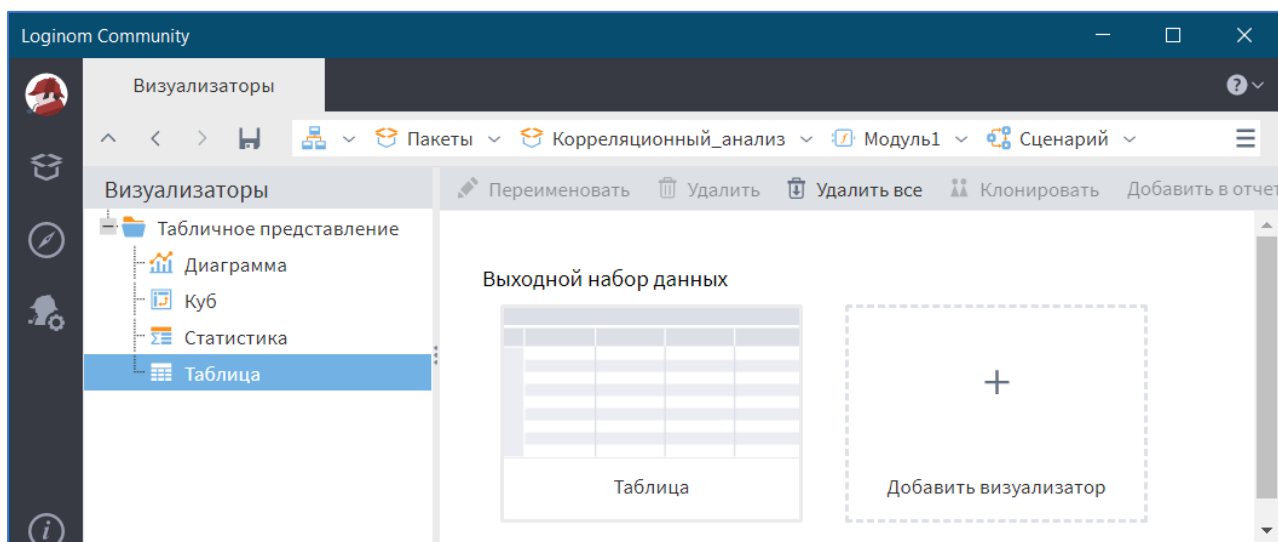 Loginom Community
Визуализаторы
Пакеты Корреляционный_анализ Модуль1 Сценарий
Визуализаторы
Переименовать Удалить Удалить все Клонировать Добавить в отчет
Табличное представление
Диаграмма
Куб
Статистика
Таблица
Выходной набор данных
Таблица
Добавить визуализатор